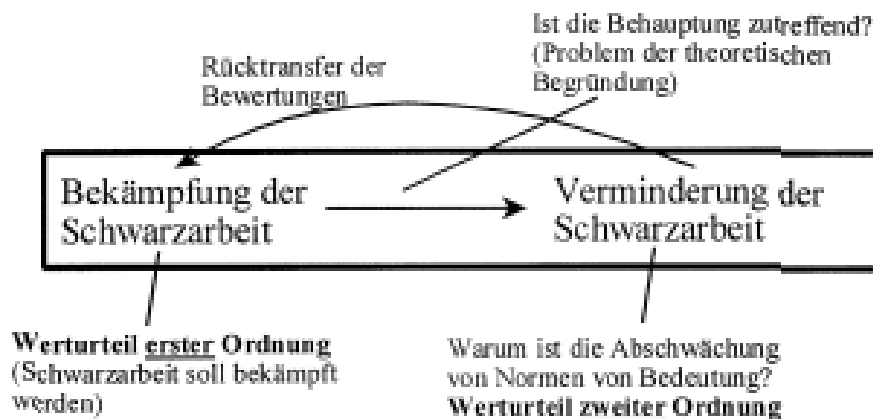 Ist die Behauptung zutreffend?
(Problem der theoretischen
Begründung)
Rücktransfer der
Bewertungen
Bekämpfung der
Schwarzarbeit
Verminderung der
Schwarzarbeit
Werturteil erster Ordnung
(Schwarzarbeit soll bekämpft
werden)
Warum ist die Abschwächung
von Normen von Bedeutung?
Werturteil zweiter Ordnung